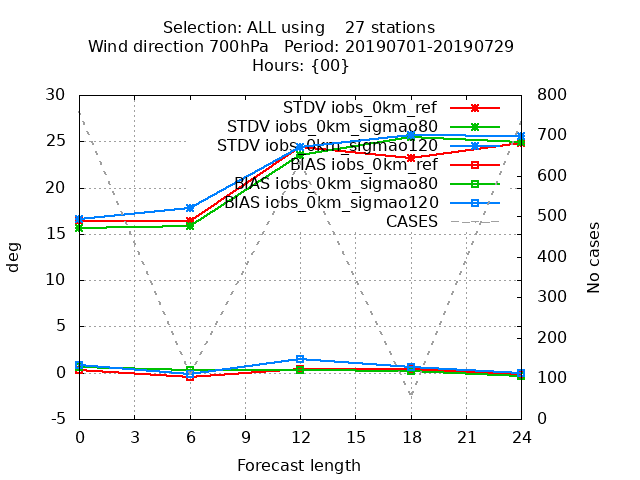 Selection: ALL using    27 stations
Wind direction 700hPa   Period: 20190701-20190729
Hours: {00}
STDV iobs_0km_ref
STDV iobs_0km_sigmao80
STDV iobs_0km_sigmao120
BIAS iobs_0km_ref
BIAS iobs_0km_sigmao80
BIAS iobs_0km_sigmao120
CASES
30
25
20
15
10
5
0
-5
deg
800
700
600
500
400
300
200
100
0
No cases
0 3 6 9 12 15 18 21 24
Forecast length